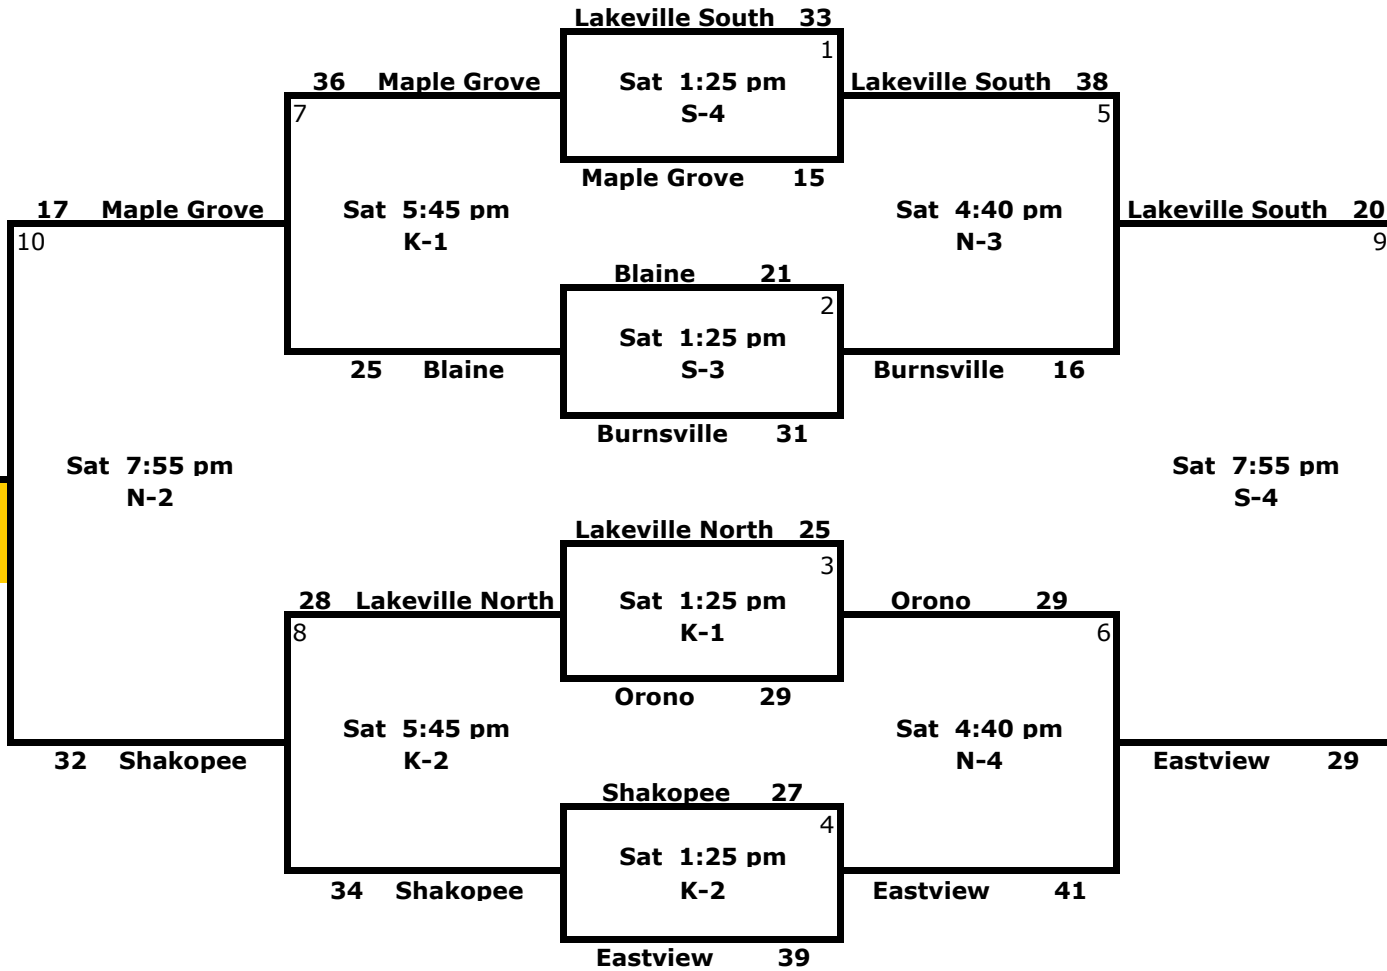 Lakeville South 33
1
36 Maple Grove
Sat 1:25 pm
Lakeville South 38
7
S-4
5
Maple Grove 15
17 Maple Grove
Sat 5:45 pm
Sat 4:40 pm
Lakeville South 20
10
K-1
N-3
9
Blaine 21
2
Sat 1:25 pm
25 Blaine
S-3
Burnsville 16
Burnsville 31
Sat 7:55 pm
Sat 7:55 pm
N-2
S-4
Lakeville North 25
3
28 Lakeville North
Sat 1:25 pm
Orono 29
8
K-1
6
Orono 29
Sat 5:45 pm
Sat 4:40 pm
32 Shakopee
K-2
N-4
Eastview 29
Shakopee 27
4
Sat 1:25 pm
34 Shakopee
K-2
Eastview 41
Eastview 39